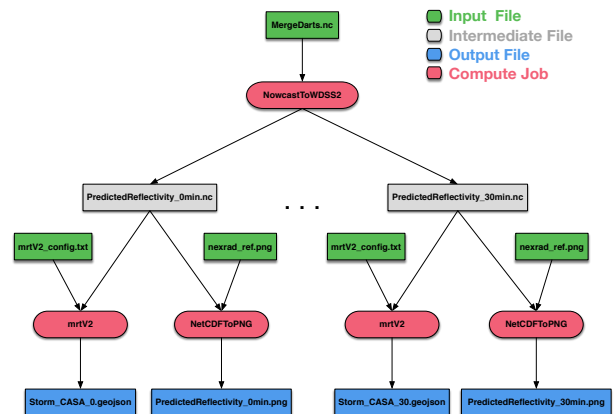 MergeDarts.nc
Input File
Intermediate File
Output File
Compute Job
NowcastToWDSS2
PredictedReflectivity_0min.nc
. . .
PredictedReflectivity_30min.nc
mrtV2_config.txt
nexrad_ref.png
mrtV2_config.txt
nexrad_ref.png
mrtV2
NetCDFToPNG
mrtV2
NetCDFToPNG
Storm_CASA_0.geojson
PredictedReflectivity_0min.png
Storm_CASA_30.geojson
PredictedReflectivity_30min.png